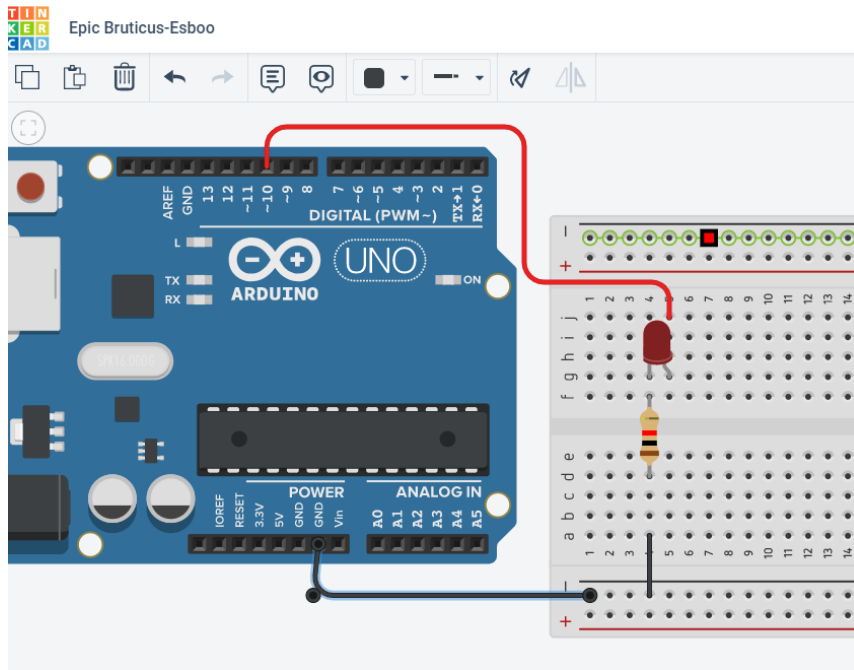 TIN
KER
CAD
Epic Bruticus-Esboo
AREF
GND
13
12
~11
~10
~9
8
7
~6
~5
4
~3
2
TX→1
RX←0
DIGITAL (PWM~)
L
TX
RX
ARDUINO
UNO
ON
SPK16.000G
IOREF
RESET
3.3V
5V
GND
GND
Vin
POWER
ANALOG IN
A0
A1
A2
A3
A4
A5
− +
1 2 3 4 5 6 7 8 9 10 11 12 13 14
j
i
h
g
f
e
d
c
b
a
1 2 3 4 5 6 7 8 9 10 11 12 13 14
− +